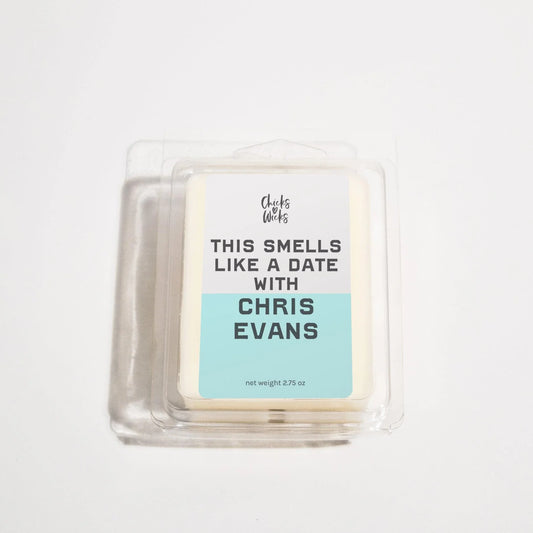 Chicks
Wicks
THIS SMELLS
LIKE A DATE
WITH
CHRIS
EVANS
net weight 2.75 oz